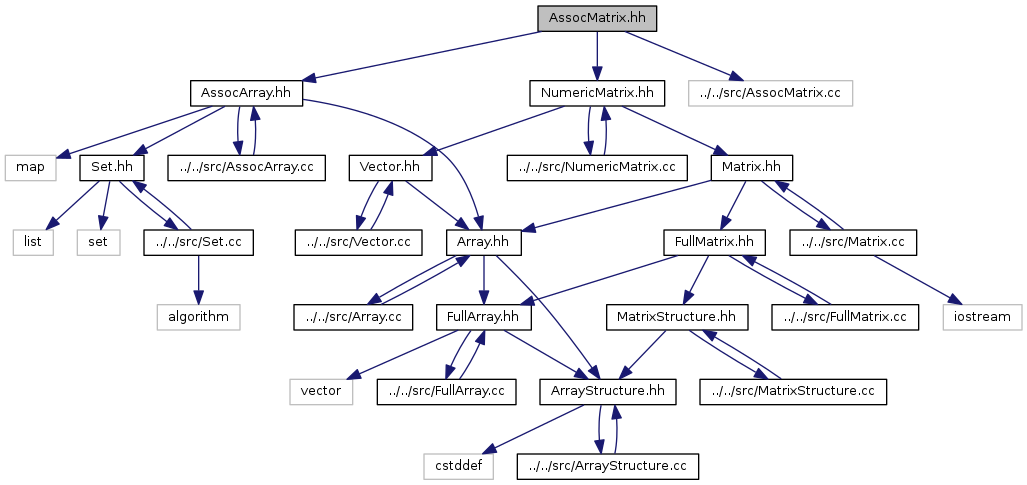 AssocMatrix.hh
AssocArray.hh
NumericMatrix.hh
../../src/AssocMatrix.cc
map
Set.hh
../../src/AssocArray.cc
Vector.hh
../../src/NumericMatrix.cc
Matrix.hh
list
set
../../src/Set.cc
../../src/Vector.cc
Array.hh
FullMatrix.hh
../../src/Matrix.cc
algorithm
../../src/Array.cc
FullArray.hh
MatrixStructure.hh
../../src/FullMatrix.cc
iostream
vector
../../src/FullArray.cc
ArrayStructure.hh
../../src/MatrixStructure.cc
cstddef
../../src/ArrayStructure.cc